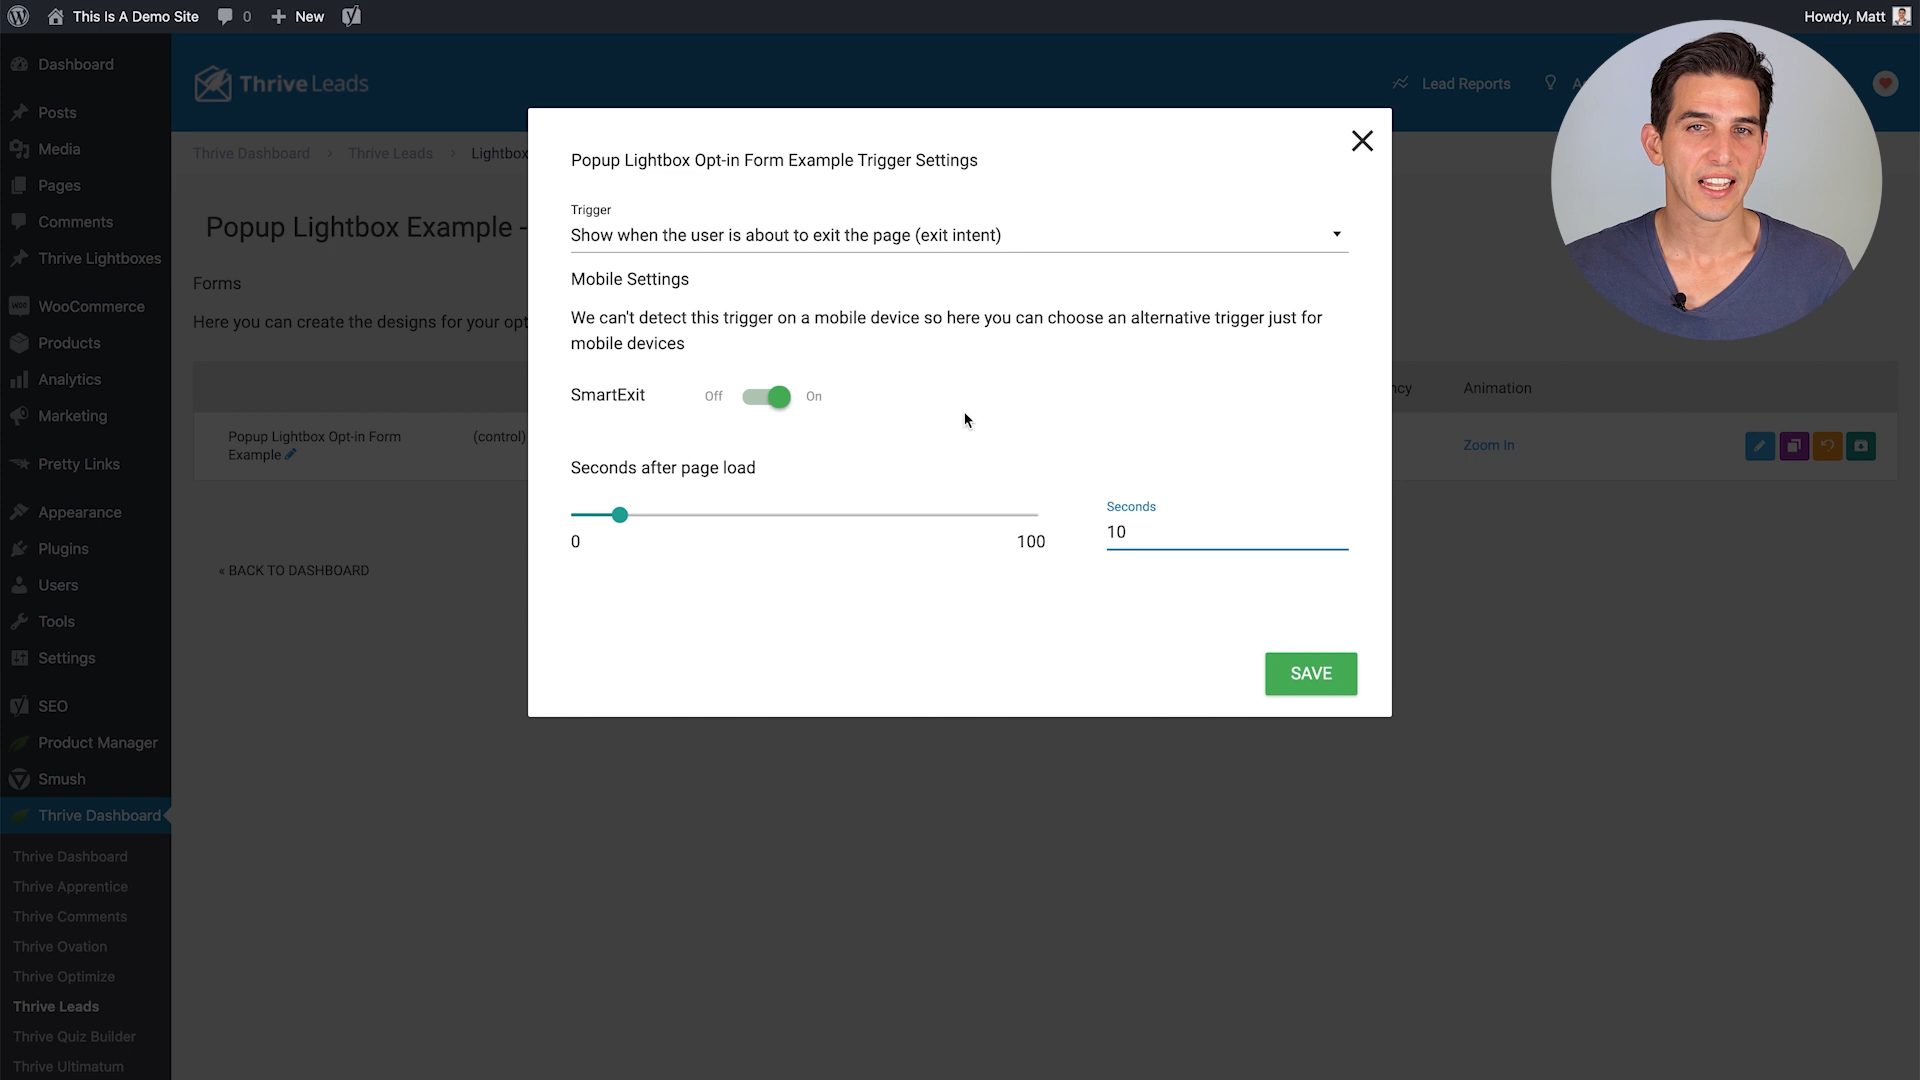 This Is A Demo Site
0
New
Howdy, Matt
Dashboard
Posts
Media
Pages
Comments
Thrive Lightboxes
WooCommerce
Products
Analytics
Marketing
Pretty Links
Appearance
Plugins
Users
Tools
Settings
SEO
Product Manager
Smush
Thrive Dashboard
Thrive Dashboard
Thrive Apprentice
Thrive Comments
Thrive Ovation
Thrive Optimize
Thrive Leads
Thrive Quiz Builder
Thrive Ultimatum
Thrive Leads
Lead Reports
Thrive Dashboard > Thrive Leads > Lightbox
Popup Lightbox Example -
Forms
Here you can create the designs for your opt
Animation
Popup Lightbox Opt-in Form
Example
(control)
Zoom In
« BACK TO DASHBOARD
Popup Lightbox Opt-in Form Example Trigger Settings
Trigger
Show when the user is about to exit the page (exit intent)
Mobile Settings
We can't detect this trigger on a mobile device so here you can choose an alternative trigger just for
mobile devices
SmartExit Off On
Seconds after page load
0 100
Seconds
10
SAVE